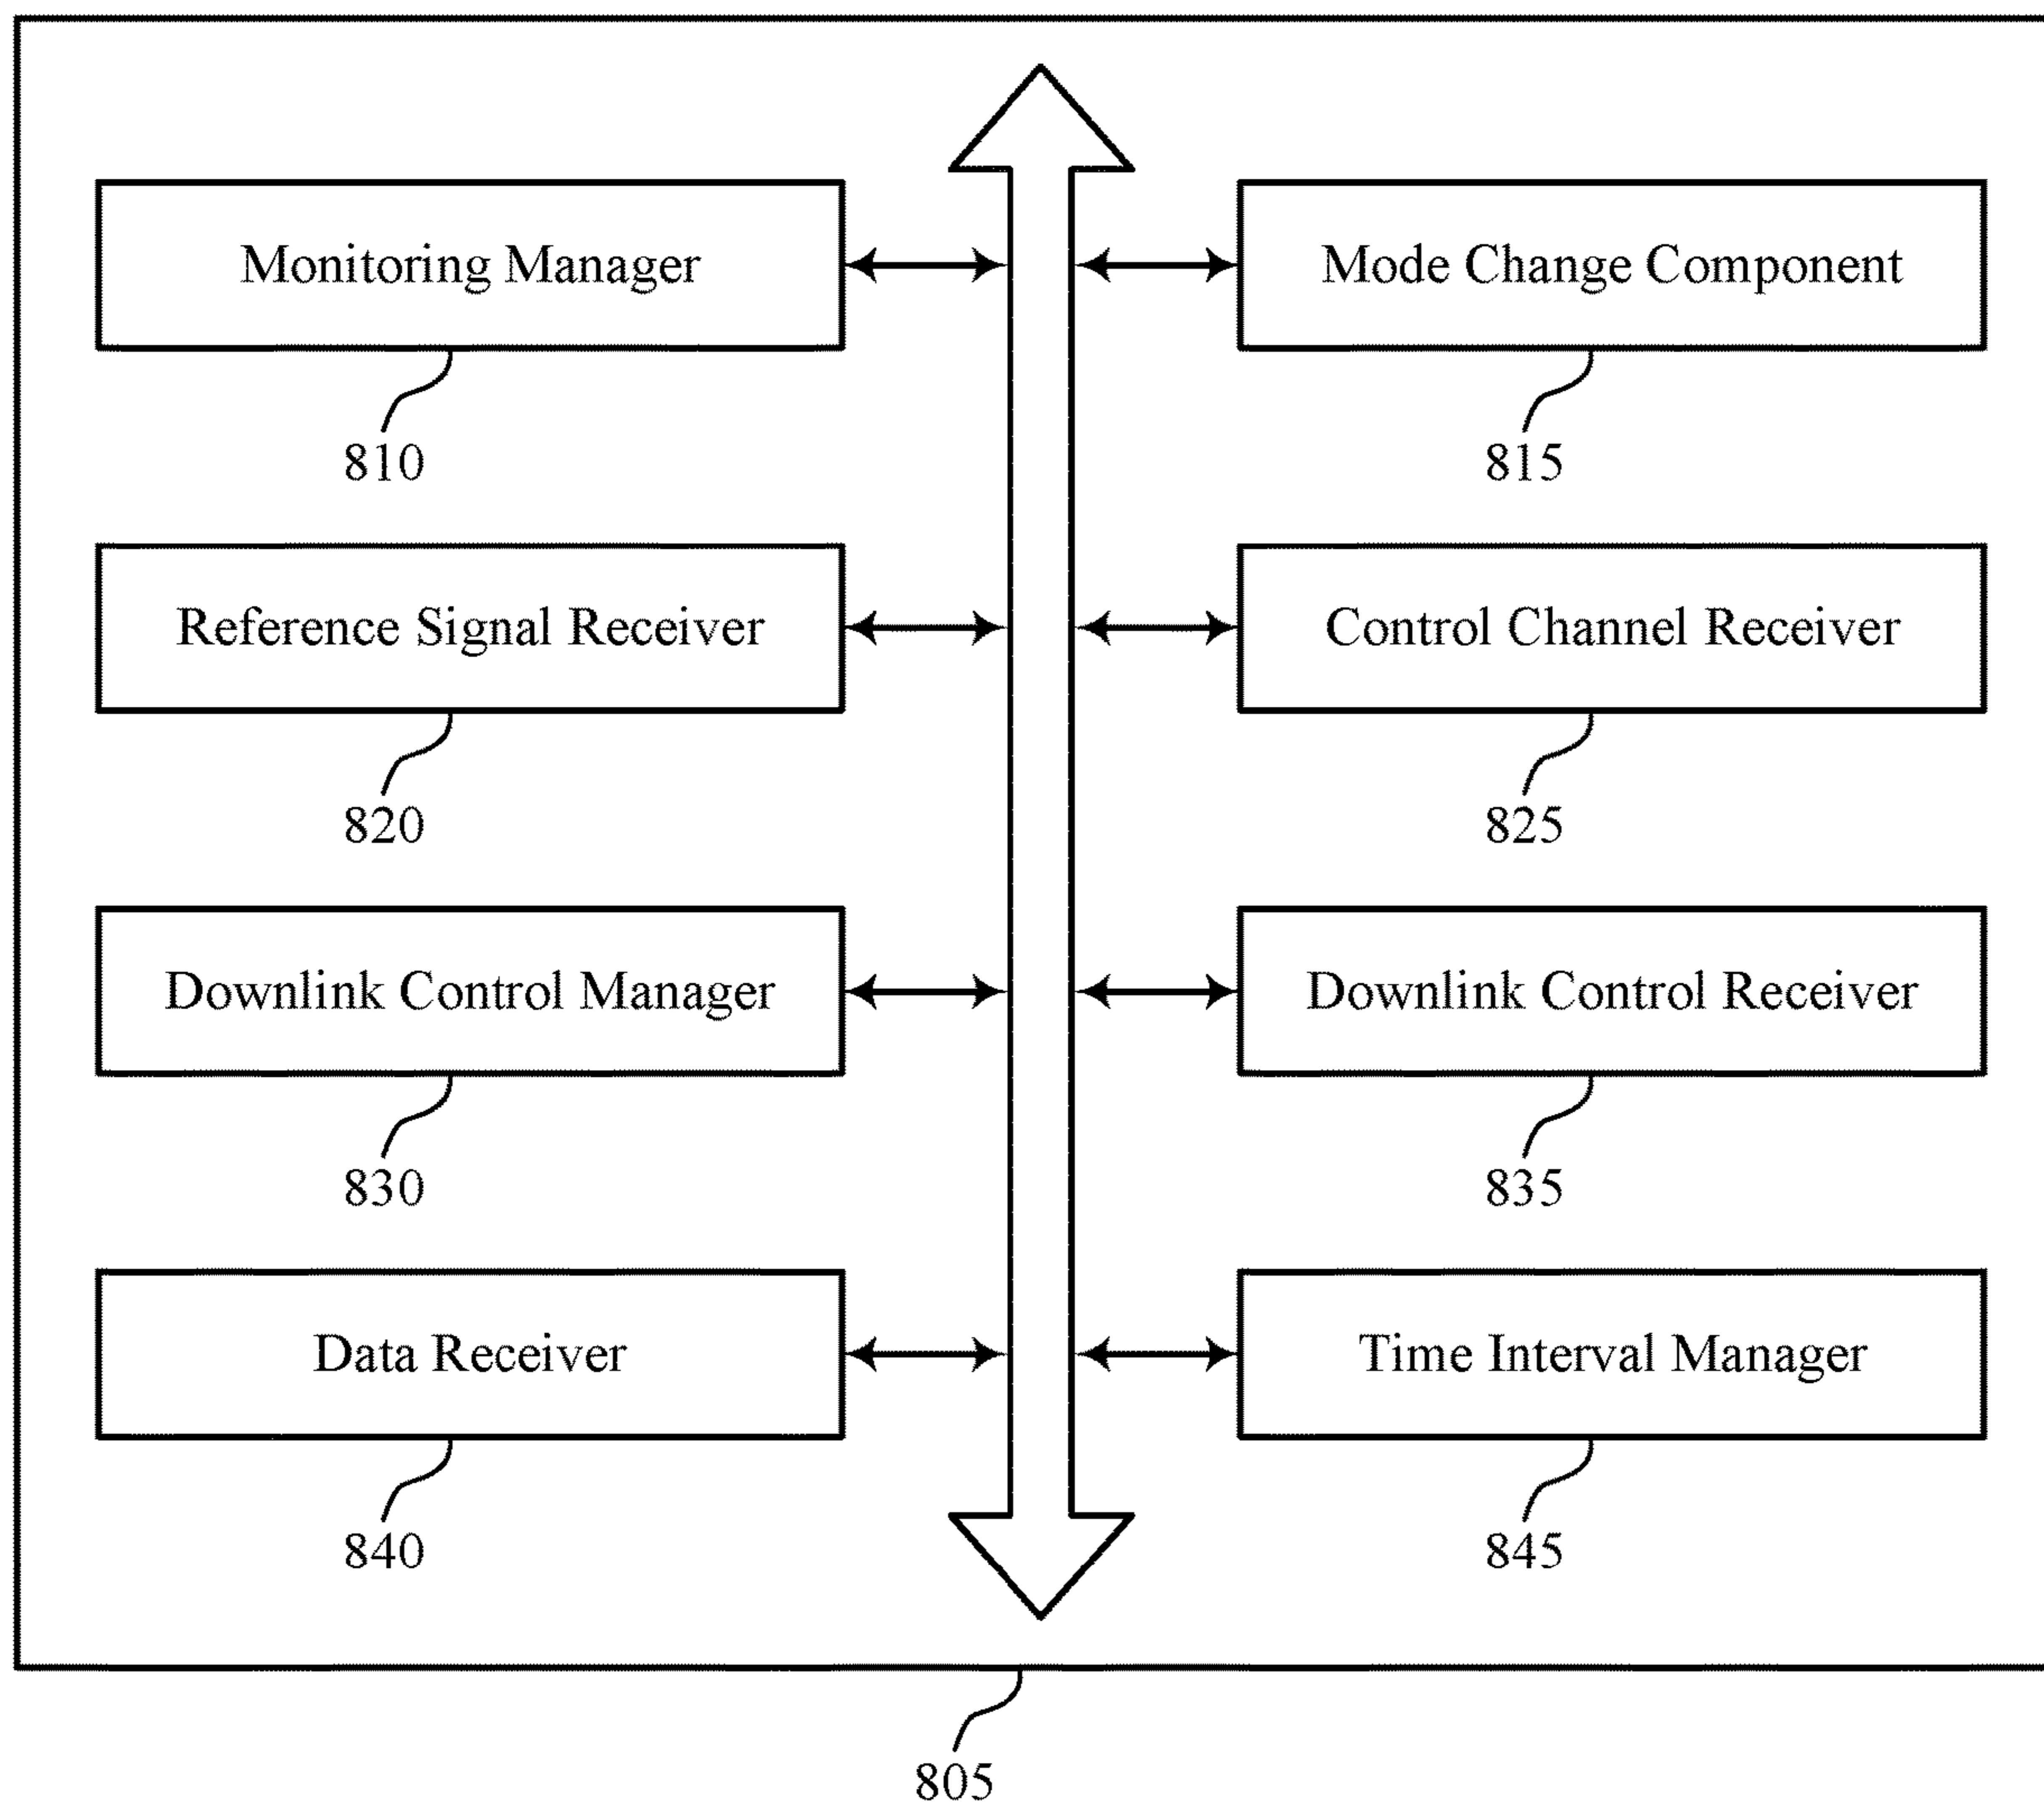 Monitoring Manager
Mode Change Component
810
815
Reference Signal Receiver
Control Channel Receiver
820
825
Downlink Control Manager
Downlink Control Receiver
830
835
Data Receiver
Time Interval Manager
840
845
805